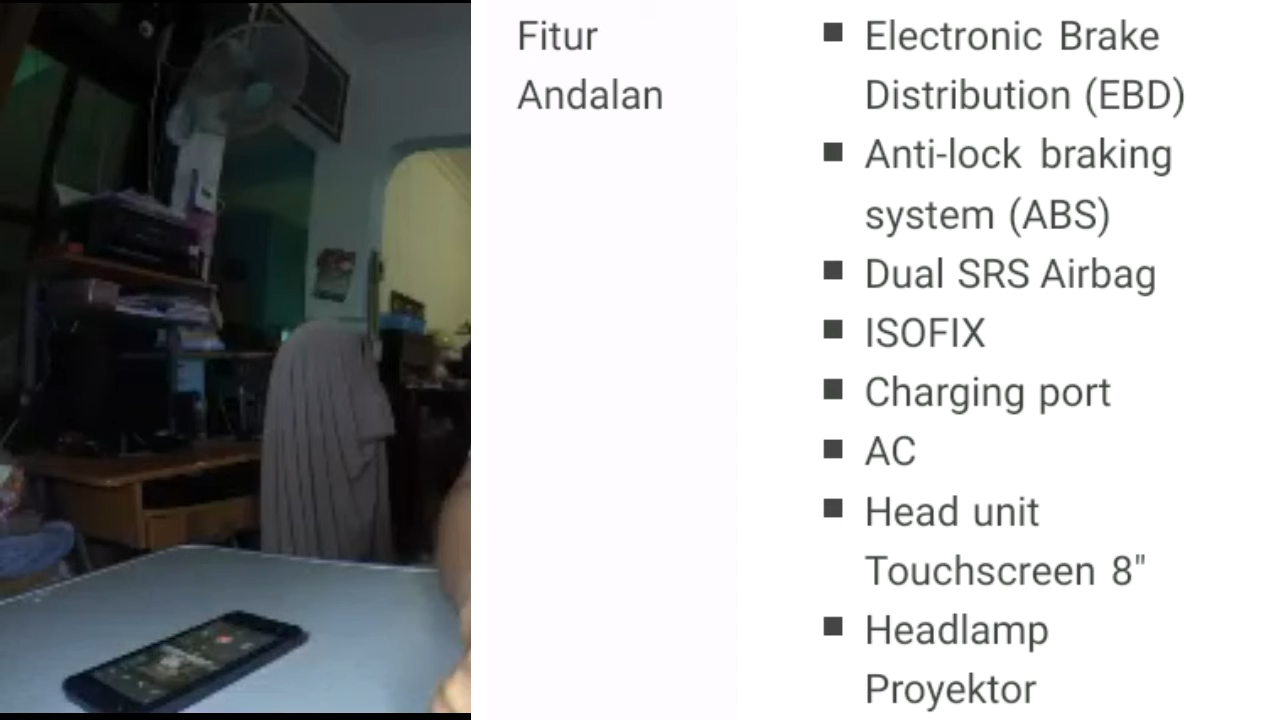 Fitur
Andalan
■ Electronic Brake
Distribution (EBD)
■ Anti-lock braking
system (ABS)
■ Dual SRS Airbag
■ ISOFIX
■ Charging port
■ AC
■ Head unit
Touchscreen 8"
■ Headlamp
Proyektor